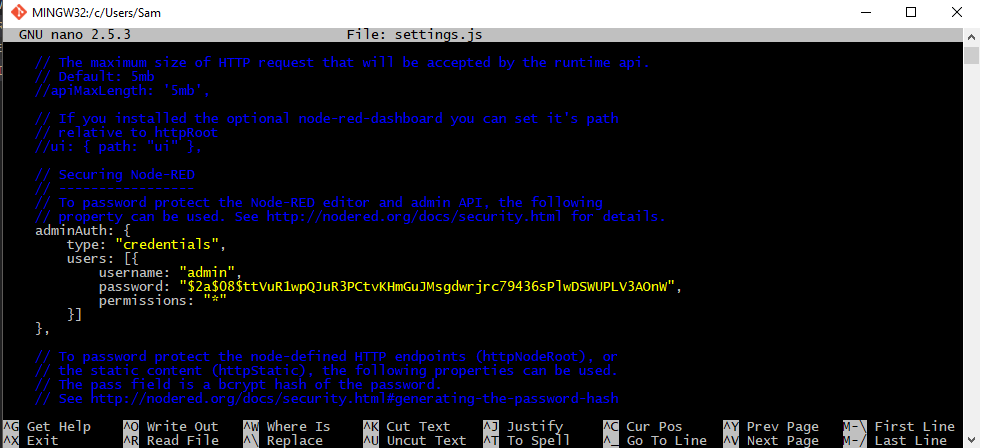 MINGW32:/c/Users/Sam
GNU nano 2.5.3 File: settings.js
// The maximum size of HTTP request that will be accepted by the runtime api.
// Default: 5mb
//apiMaxLength: '5mb',
// If you installed the optional node-red-dashboard you can set it's path
// relative to httpRoot
//ui: { path: "ui" },
// Securing Node-RED
// -----------------
// To password protect the Node-RED editor and admin API, the following
// property can be used. See http://nodered.org/docs/security.html for details.
adminAuth: {
type: "credentials",
users: [{
username: "admin",
password: "$2a$08$ttVuR1wpQJuR3PCtvKHmGuJMsgdwrjrc79436sPlwDSWUPLV3AOnW",
permissions: "*"
}]
},
// To password protect the node-defined HTTP endpoints (httpNodeRoot), or
// the static content (httpStatic), the following properties can be used.
// The pass field is a bcrypt hash of the password.
// See http://nodered.org/docs/security.html#generating-the-password-hash
^G Get Help ^O Write Out ^W Where Is ^K Cut Text ^J Justify ^C Cur Pos ^Y Prev Page M-\ First Line
^X Exit ^R Read File ^\ Replace ^U Uncut Text ^T To Spell ^_ Go To Line ^V Next Page M-/ Last Line